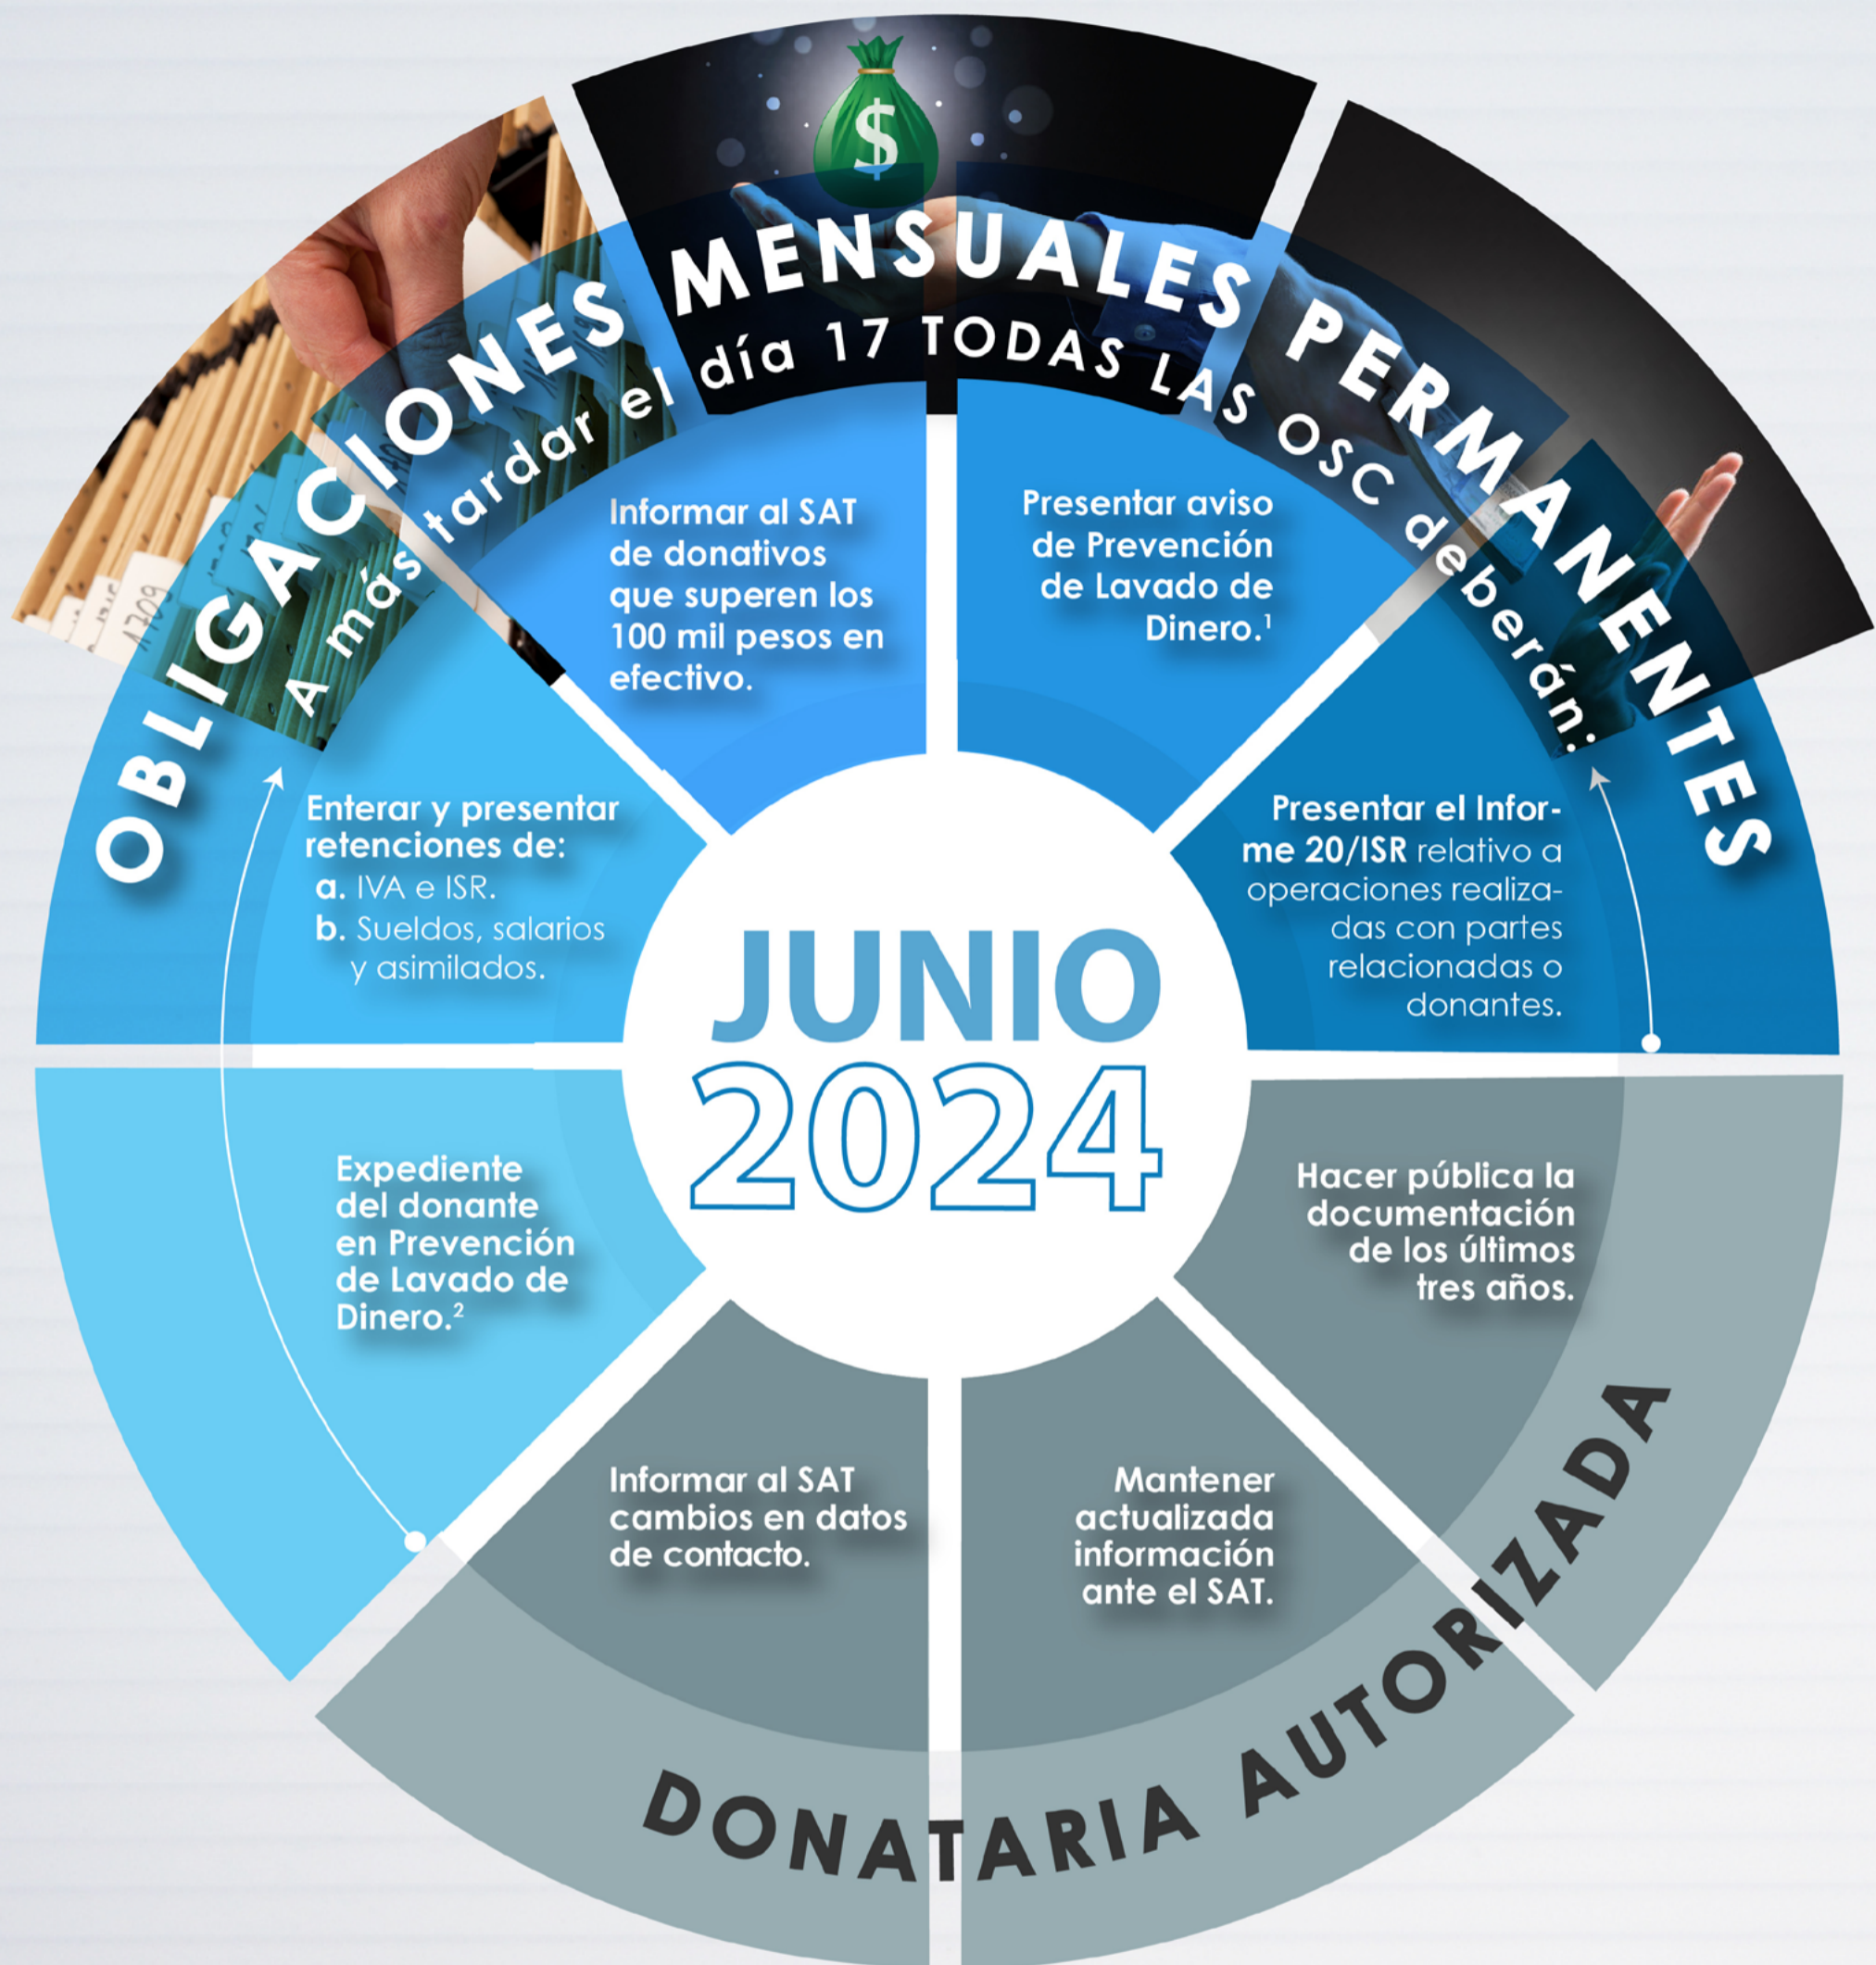 OBLIGACIONES MENSUALES PERMANENTES
A más tardar el día 17 TODAS LAS OSC deberán:
Informar al SAT
de donativos
que superen los
100 mil pesos en
efectivo.
Presentar aviso
de Prevención
de Lavado de
Dinero.¹
Enterar y presentar
retenciones de:
a. IVA e ISR.
b. Sueldos, salarios
y asimilados.
Presentar el Infor-
me 20/ISR relativo a
operaciones realiza-
das con partes
relacionadas o
donantes.
JUNIO
2024
Expediente
del donante
en Prevención
de Lavado de
Dinero.²
Hacer pública la
documentación
de los últimos
tres años.
Informar al SAT
cambios en datos
de contacto.
Mantener
actualizada
información
ante el SAT.
DONATARIA AUTORIZADA
$
1709